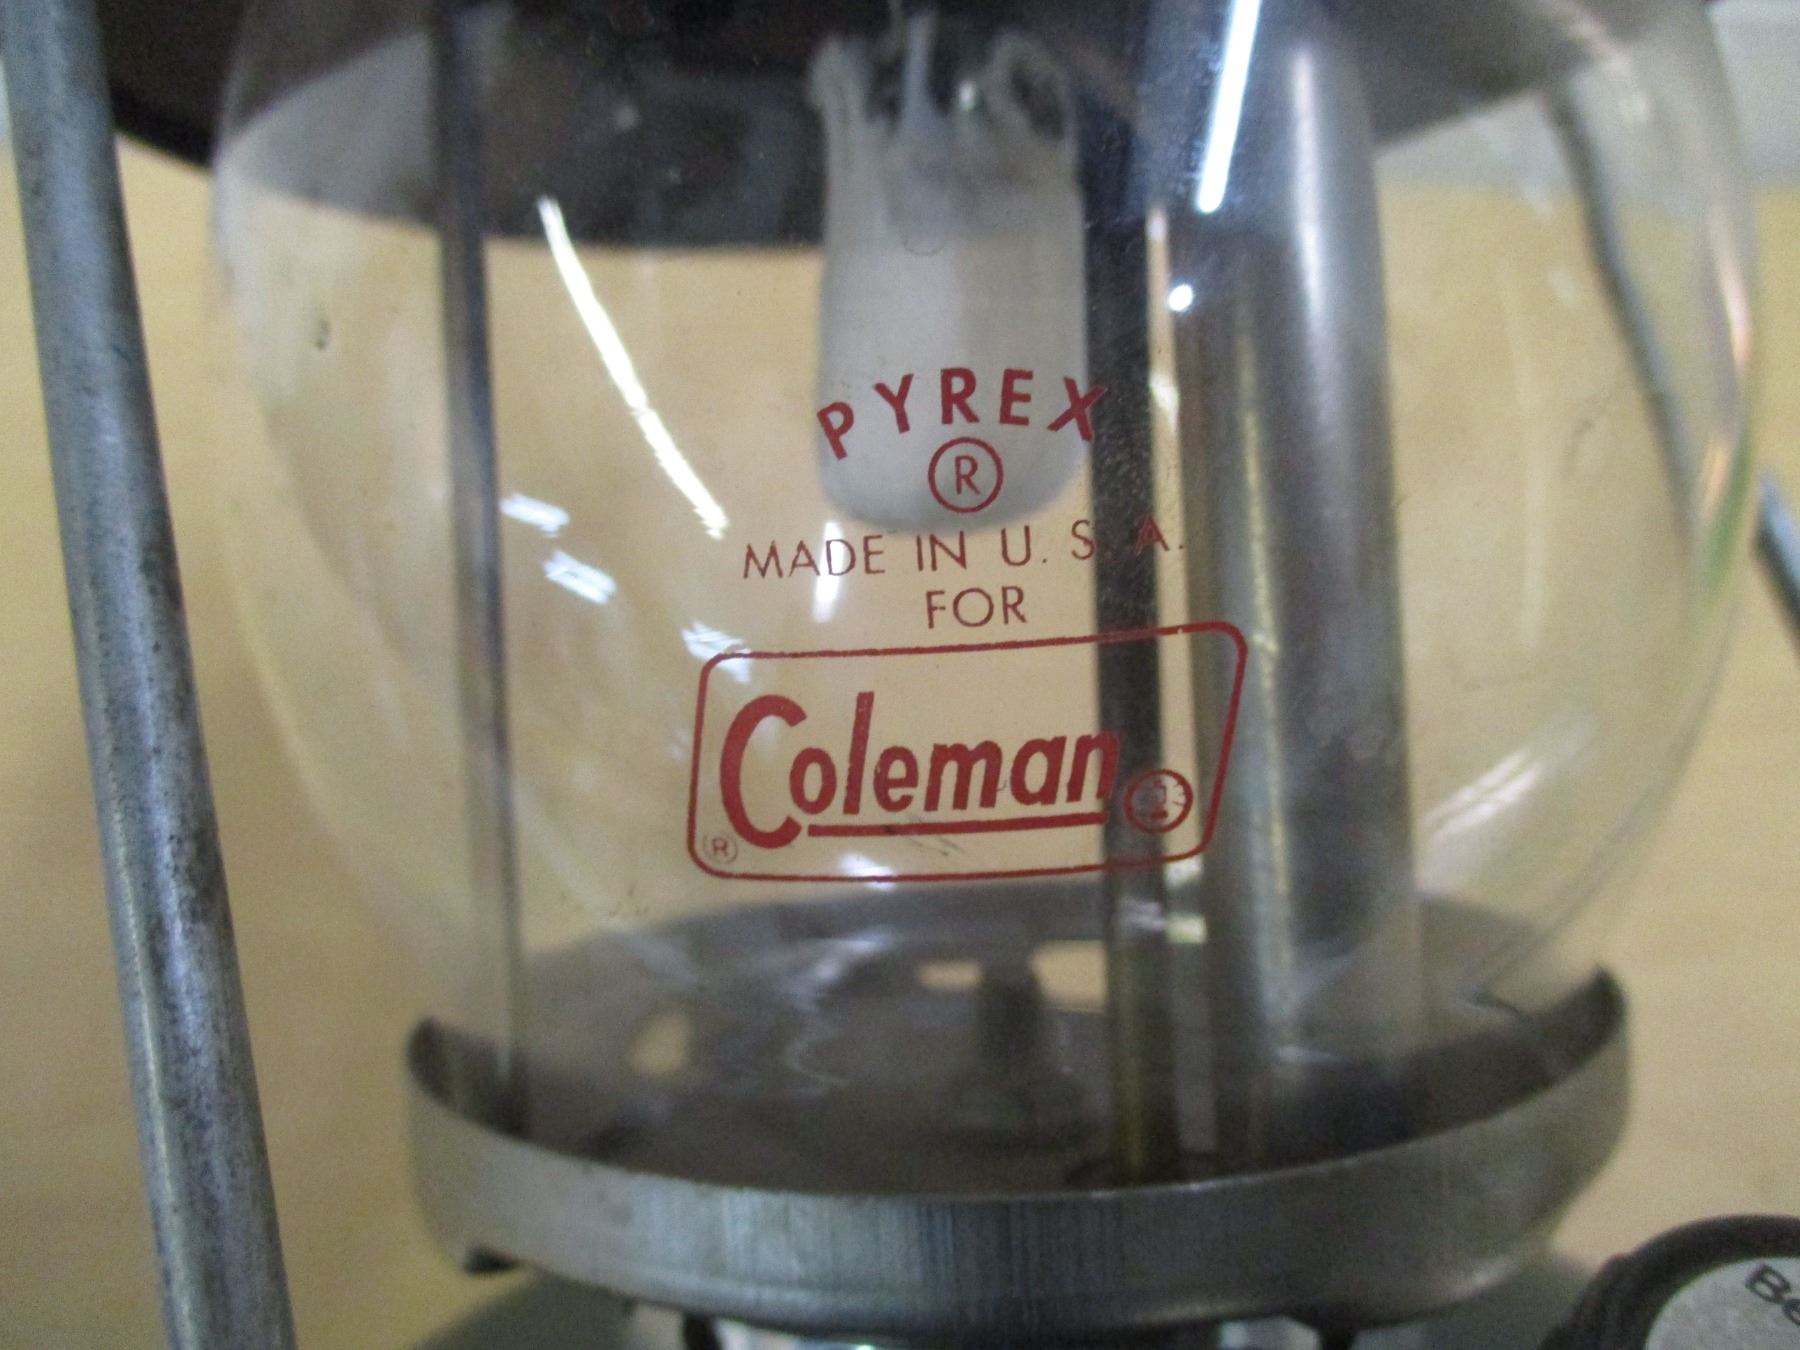 PYREX
®
MADE IN U. S. A.
FOR
Coleman
®